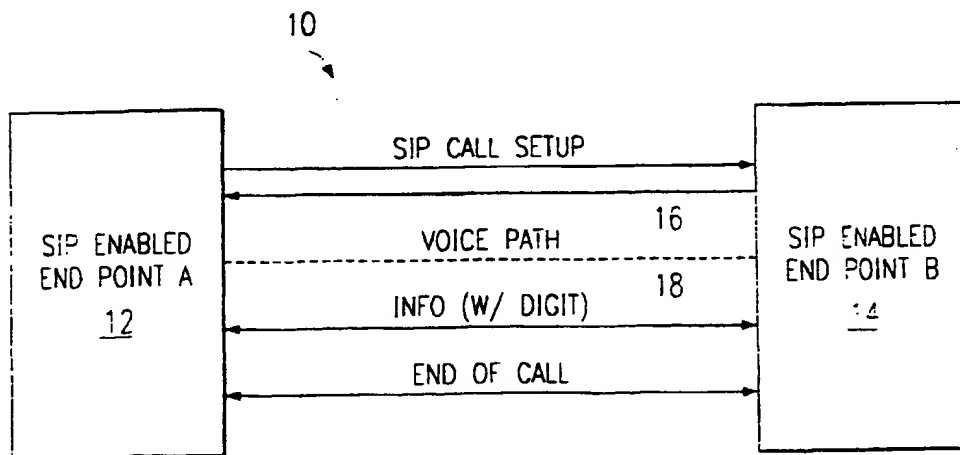 10
SIP CALL SETUP
16
SIP ENABLED
END POINT A
12
VOICE PATH
18
SIP ENABLED
END POINT B
14
INFO (W/ DIGIT)
END OF CALL